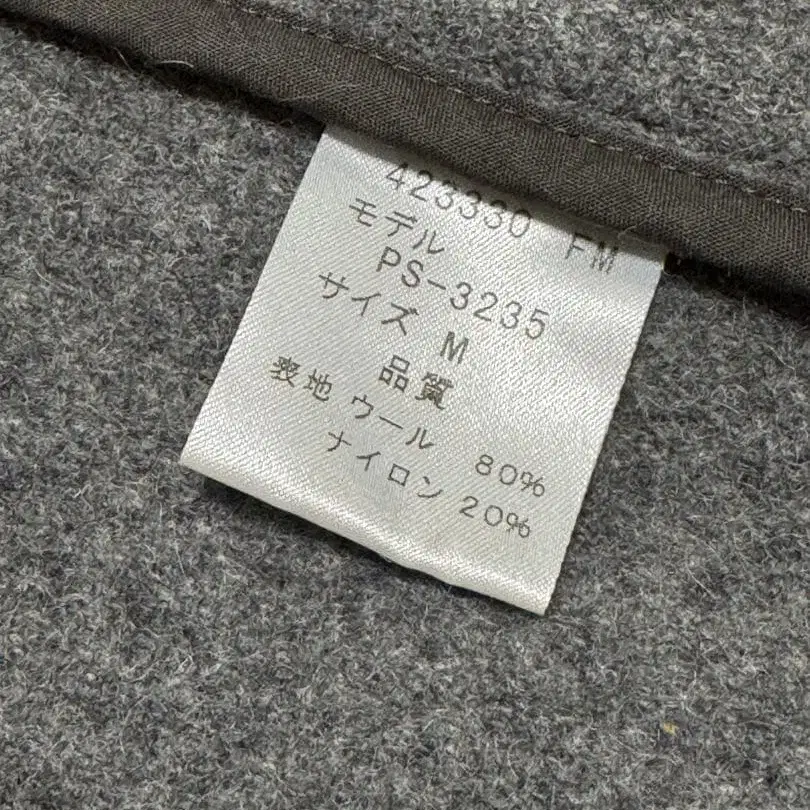 423330 FM
モデル
PS-3235
サイズ M
品質
表地 ウール 80%
ナイロン 20%